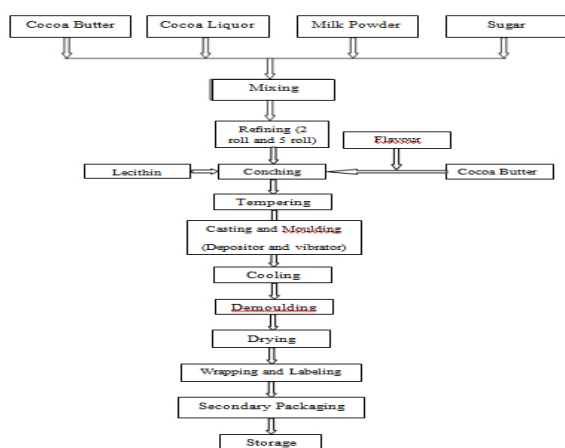 Cocoa Butter
Cocoa Liquor
Milk Powder
Sugar
Mixing
Refining (2
roll and 5 roll)
Flavour
Lecithin
Conching
Cocoa Butter
Tempering
Casting and Moulding
(Depositor and vibrator)
Cooling
Demoulding
Drying
Wrapping and Labeling
Secondary Packaging
Storage